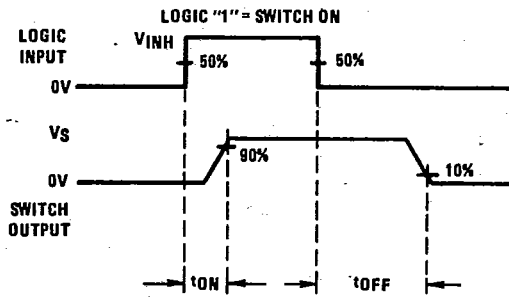 LOGIC "1" = SWITCH ON
LOGIC
INPUT
VINH
50%
50%
0V
VS
90%
10%
0V
SWITCH
OUTPUT
tON
tOFF